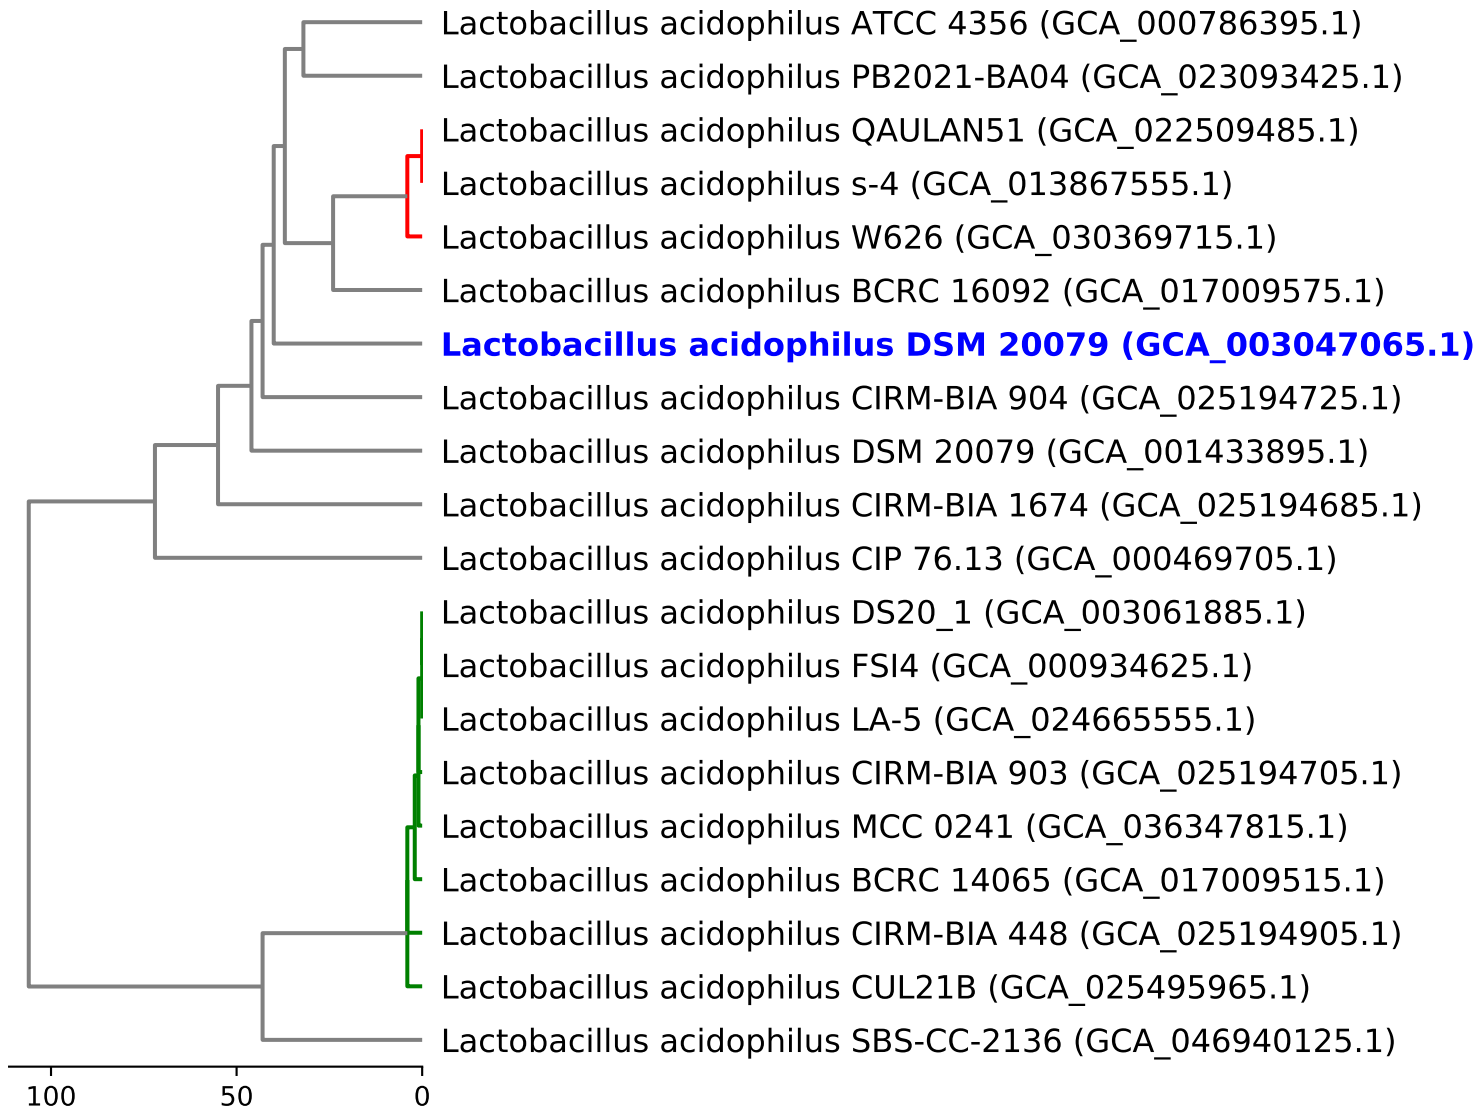 Lactobacillus acidophilus ATCC 4356 (GCA_000786395.1)
Lactobacillus acidophilus PB2021-BA04 (GCA_023093425.1)
Lactobacillus acidophilus QAULAN51 (GCA_022509485.1)
Lactobacillus acidophilus s-4 (GCA_013867555.1)
Lactobacillus acidophilus W626 (GCA_030369715.1)
Lactobacillus acidophilus BCRC 16092 (GCA_017009575.1)
Lactobacillus acidophilus DSM 20079 (GCA_003047065.1)
Lactobacillus acidophilus CIRM-BIA 904 (GCA_025194725.1)
Lactobacillus acidophilus DSM 20079 (GCA_001433895.1)
Lactobacillus acidophilus CIRM-BIA 1674 (GCA_025194685.1)
Lactobacillus acidophilus CIP 76.13 (GCA_000469705.1)
Lactobacillus acidophilus DS20_1 (GCA_003061885.1)
Lactobacillus acidophilus FSI4 (GCA_000934625.1)
Lactobacillus acidophilus LA-5 (GCA_024665555.1)
Lactobacillus acidophilus CIRM-BIA 903 (GCA_025194705.1)
Lactobacillus acidophilus MCC 0241 (GCA_036347815.1)
Lactobacillus acidophilus BCRC 14065 (GCA_017009515.1)
Lactobacillus acidophilus CIRM-BIA 448 (GCA_025194905.1)
Lactobacillus acidophilus CUL21B (GCA_025495965.1)
Lactobacillus acidophilus SBS-CC-2136 (GCA_046940125.1)
100 50 0